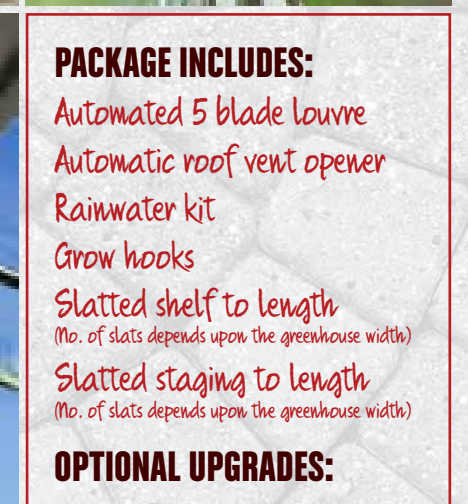 PACKAGE INCLUDES:
Automated 5 blade louvre
Automatic roof vent opener
Rainwater kit
Grow hooks
Slatted shelf to length
(No. of slats depends upon the greenhouse width)
Slatted staging to length
(No. of slats depends upon the greenhouse width)
OPTIONAL UPGRADES: